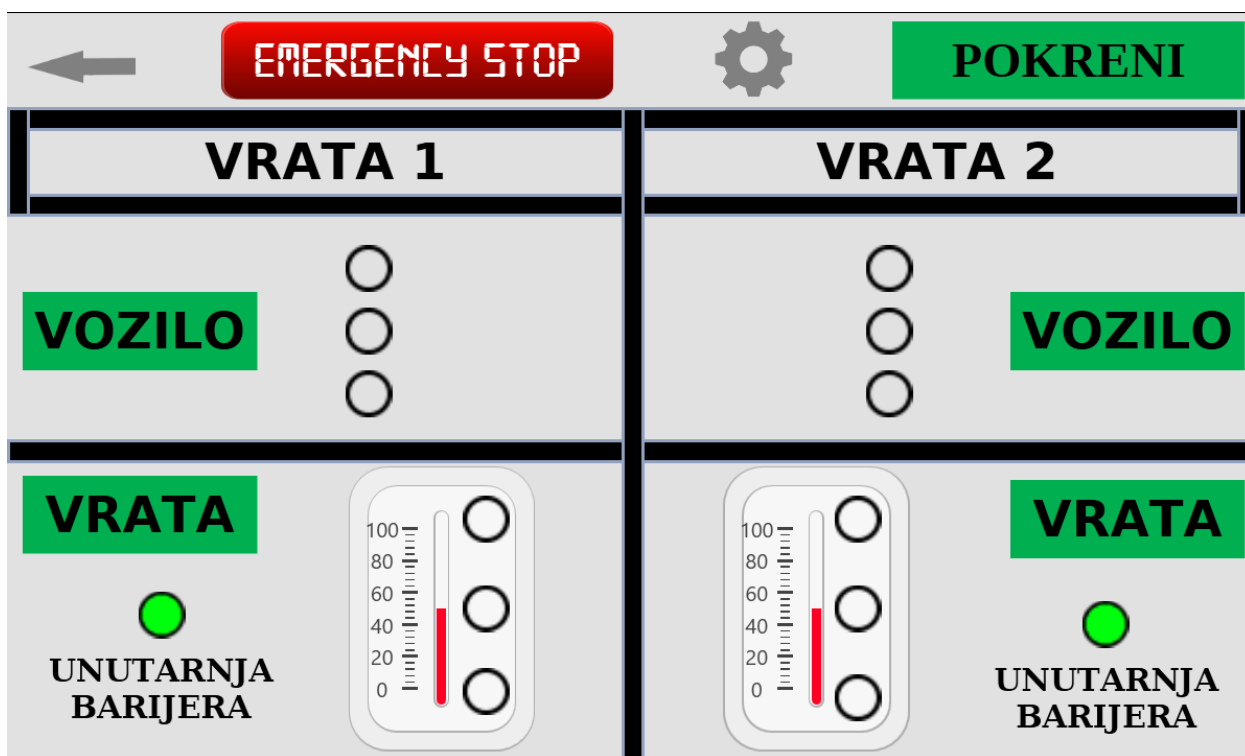 EMERGENCY STOP
POKRENI
VRATA 1
VRATA 2
VOZILO
VOZILO
VRATA
100
80
60
40
20
0
UNUTARNJA
BARIJERA
100
80
60
40
20
0
VRATA
UNUTARNJA
BARIJERA